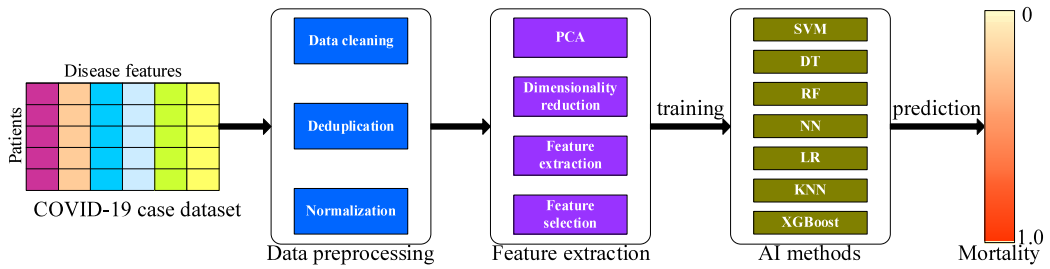 Disease features
Patients
COVID-19 case dataset
Data cleaning
Deduplication
Normalization
Data preprocessing
PCA
Dimensionality
reduction
Feature
extraction
Feature
selection
Feature extraction
training
SVM
DT
RF
NN
LR
KNN
XGBoost
AI methods
prediction
0
1.0
Mortality